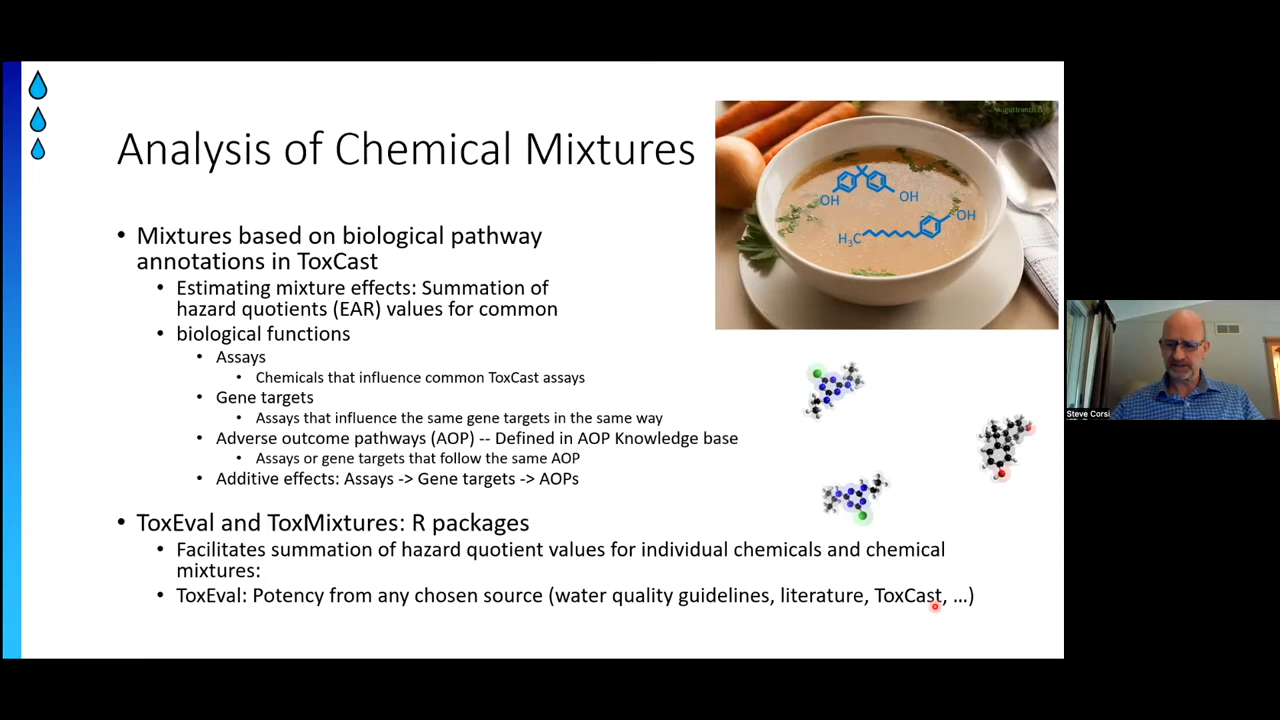 Analysis of Chemical Mixtures
• Mixtures based on biological pathway
annotations in ToxCast
• Estimating mixture effects: Summation of
hazard quotients (EAR) values for common
• biological functions
• Assays
• Chemicals that influence common ToxCast assays
• Gene targets
• Assays that influence the same gene targets in the same way
• Adverse outcome pathways (AOP) -- Defined in AOP Knowledge base
• Assays or gene targets that follow the same AOP
• Additive effects: Assays -> Gene targets -> AOPs
• ToxEval and ToxMixtures: R packages
• Facilitates summation of hazard quotient values for individual chemicals and chemical
mixtures:
• ToxEval: Potency from any chosen source (water quality guidelines, literature, ToxCast, …)
OH
OH
OH
H₃C
Steve Corsi